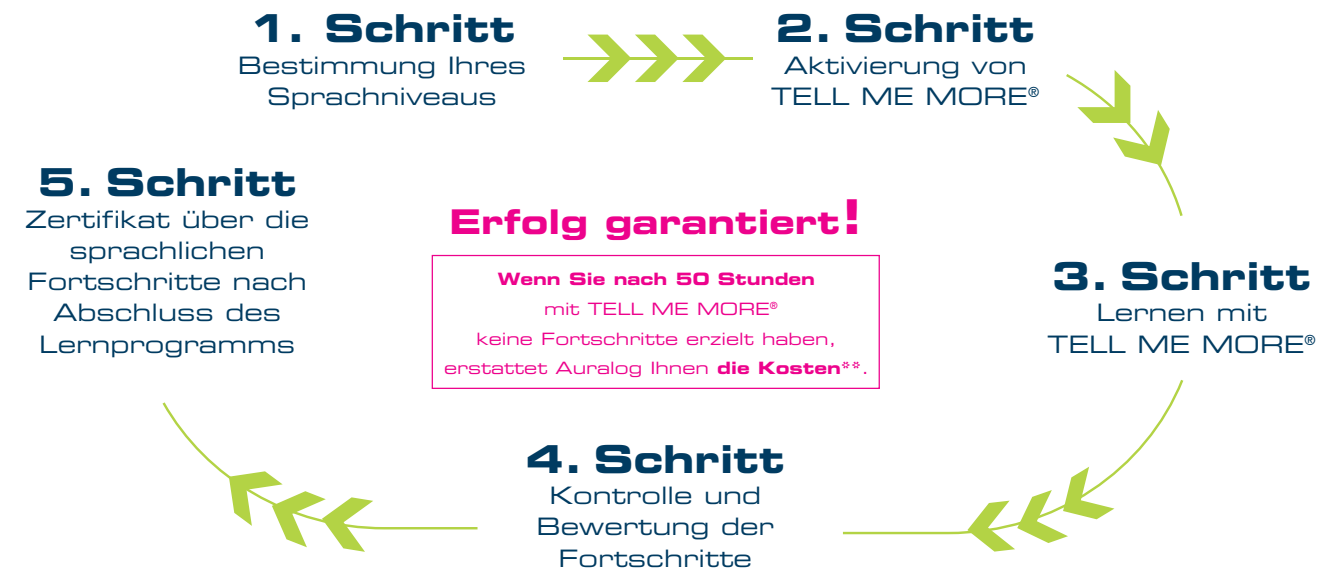 1. Schritt
Bestimmung Ihres
Sprachniveaus
2. Schritt
Aktivierung von
TELL ME MORE®
3. Schritt
Lernen mit
TELL ME MORE®
4. Schritt
Kontrolle und
Bewertung der
Fortschritte
5. Schritt
Zertifikat über die
sprachlichen
Fortschritte nach
Abschluss des
Lernprogramms
Erfolg garantiert!
Wenn Sie nach 50 Stunden
mit TELL ME MORE®
keine Fortschritte erzielt haben,
erstattet Auralog Ihnen die Kosten**.